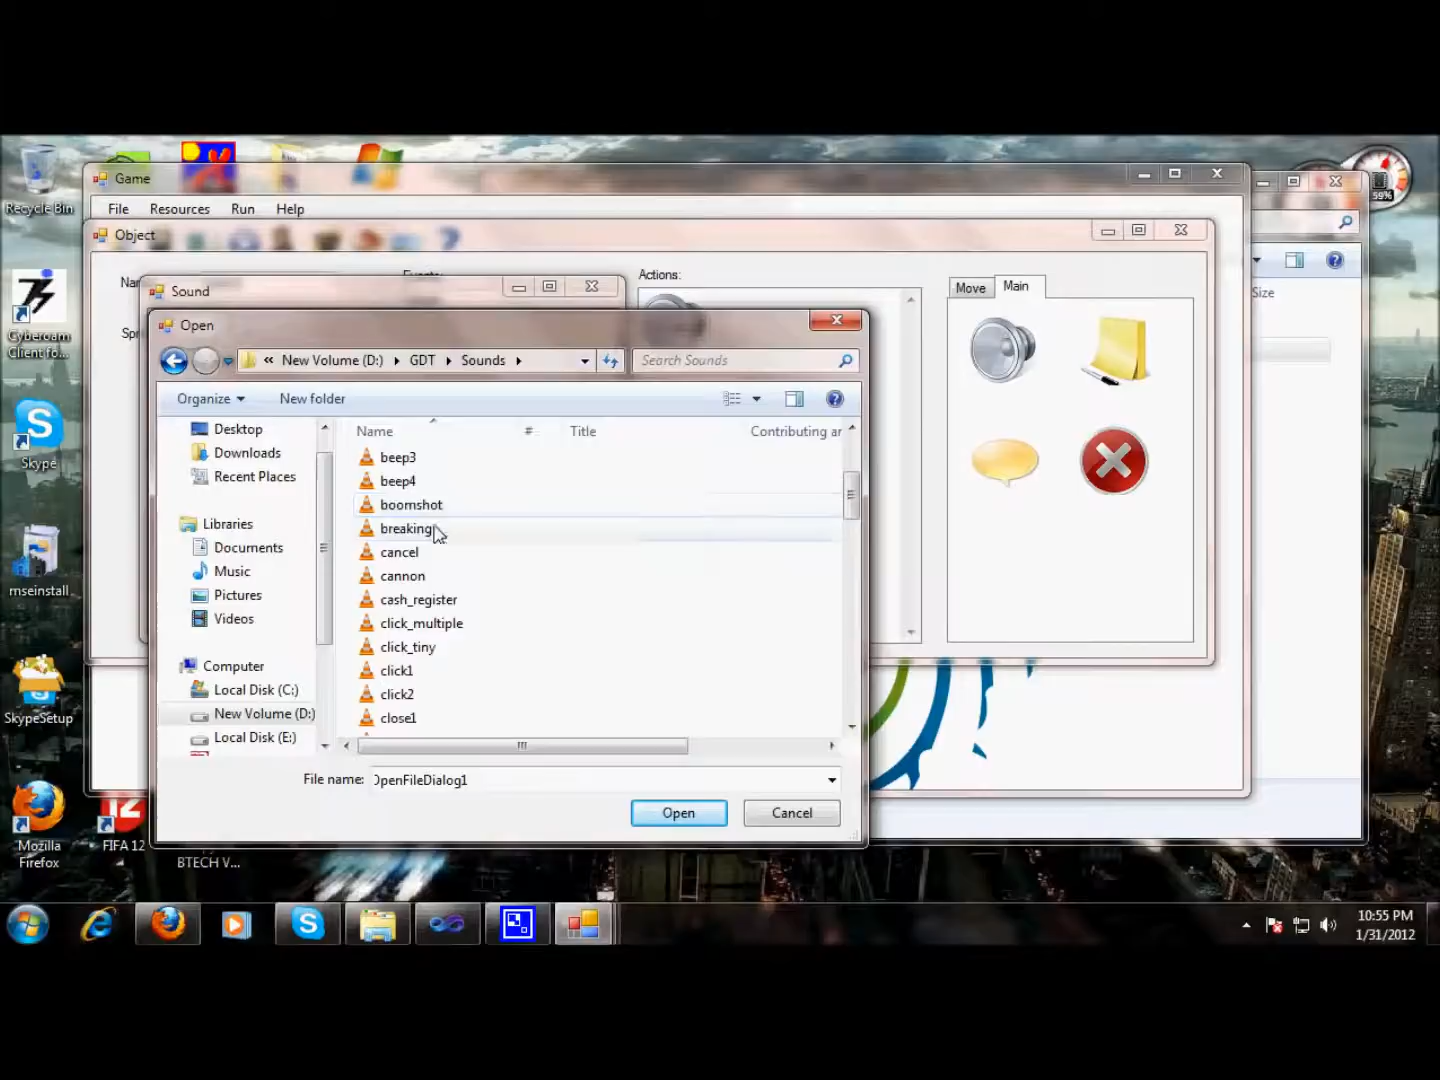 Recycle Bin
Game
59%
File Resources Run Help
Object
Actions:
Move Main
Size
Sound
Open
« New Volume (D:) GDT Sounds
Search Sounds
Organize New folder
Name # Title Contributing ar
Desktop
Downloads
Recent Places
Libraries
Documents
Music
Pictures
Videos
Computer
Local Disk (C:)
New Volume (D:)
Local Disk (E:)
beep3
beep4
boomshot
breaking
cancel
cannon
cash_register
click_multiple
click_tiny
click1
click2
close1
File name: OpenFileDialog1
Open Cancel
Cyberoam
Client fo...
Skype
mseinstall
SkypeSetup
Mozilla
Firefox
FIFA 12
BTECH V...
10:55 PM
1/31/2012